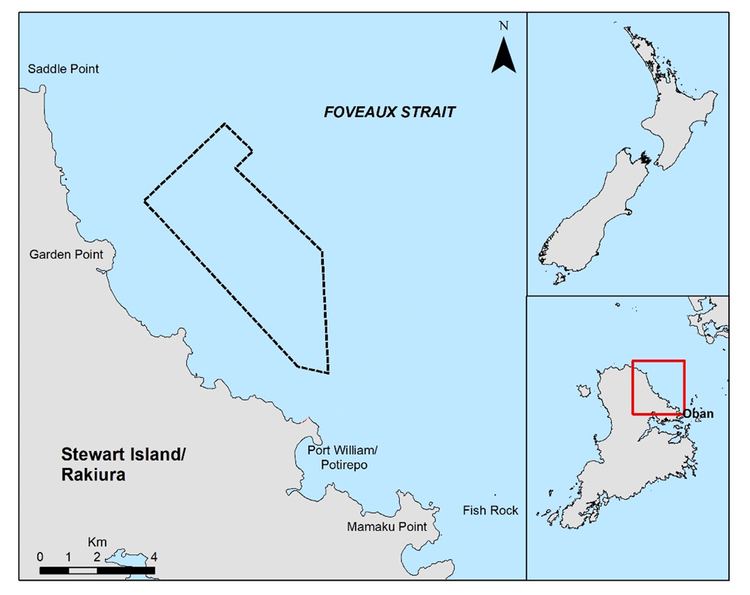 N
Saddle Point
FOVEAUX STRAIT
Garden Point
Oban
Stewart Island/
Rakiura
Port William/
Potirepo
Fish Rock
Mamaku Point
Km
0 1 2 4